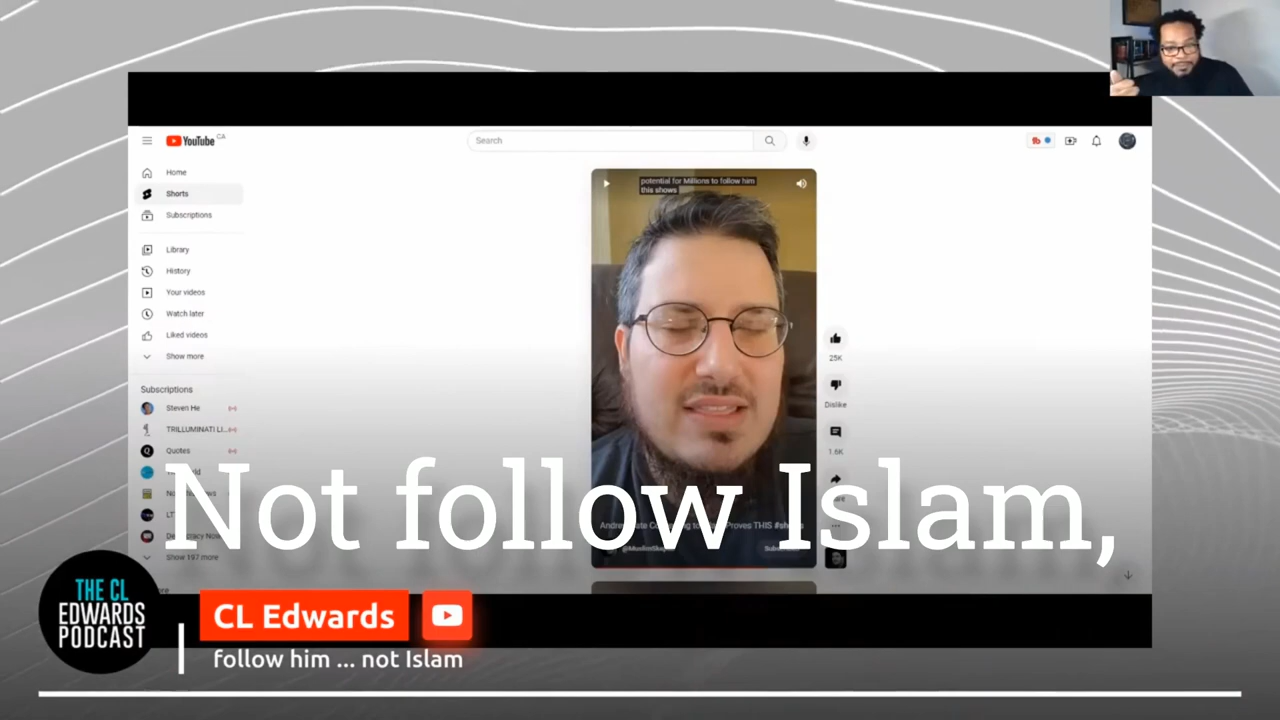 YouTube CA
Search
Home
Shorts
Subscriptions
Library
History
Your videos
Watch later
Liked videos
Show more
Subscriptions
Steven He
TRILLUMINATI LI...
Quotes
Show 197 more
potential for Millions to follow him
this shows
25K
Dislike
1.6K
Not follow Islam,
THE CL
EDWARDS
PODCAST
CL Edwards
follow him ... not Islam